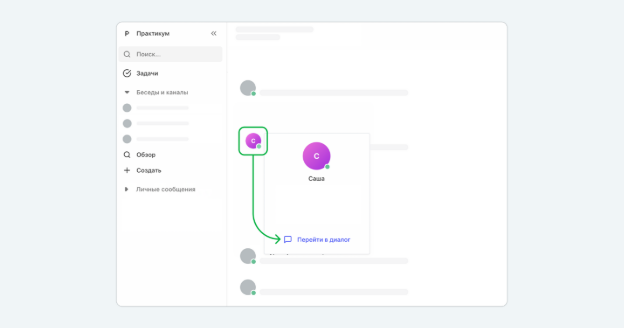 P Практикум
Поиск...
Задачи
Беседы и каналы
Обзор
Создать
Личные сообщения
С
С
Саша
Перейти в диалог